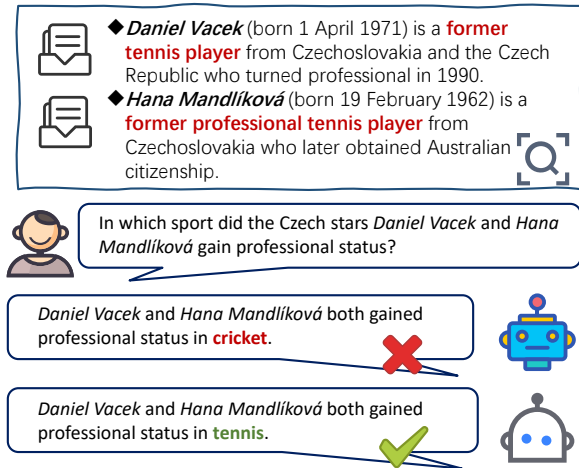 ◆Daniel Vacek (born 1 April 1971) is a former
tennis player from Czechoslovakia and the Czech
Republic who turned professional in 1990.
◆Hana Mandlíková (born 19 February 1962) is a
former professional tennis player from
Czechoslovakia who later obtained Australian
citizenship.
In which sport did the Czech stars Daniel Vacek and Hana
Mandlíková gain professional status?
Daniel Vacek and Hana Mandlíková both gained
professional status in cricket.
Daniel Vacek and Hana Mandlíková both gained
professional status in tennis.